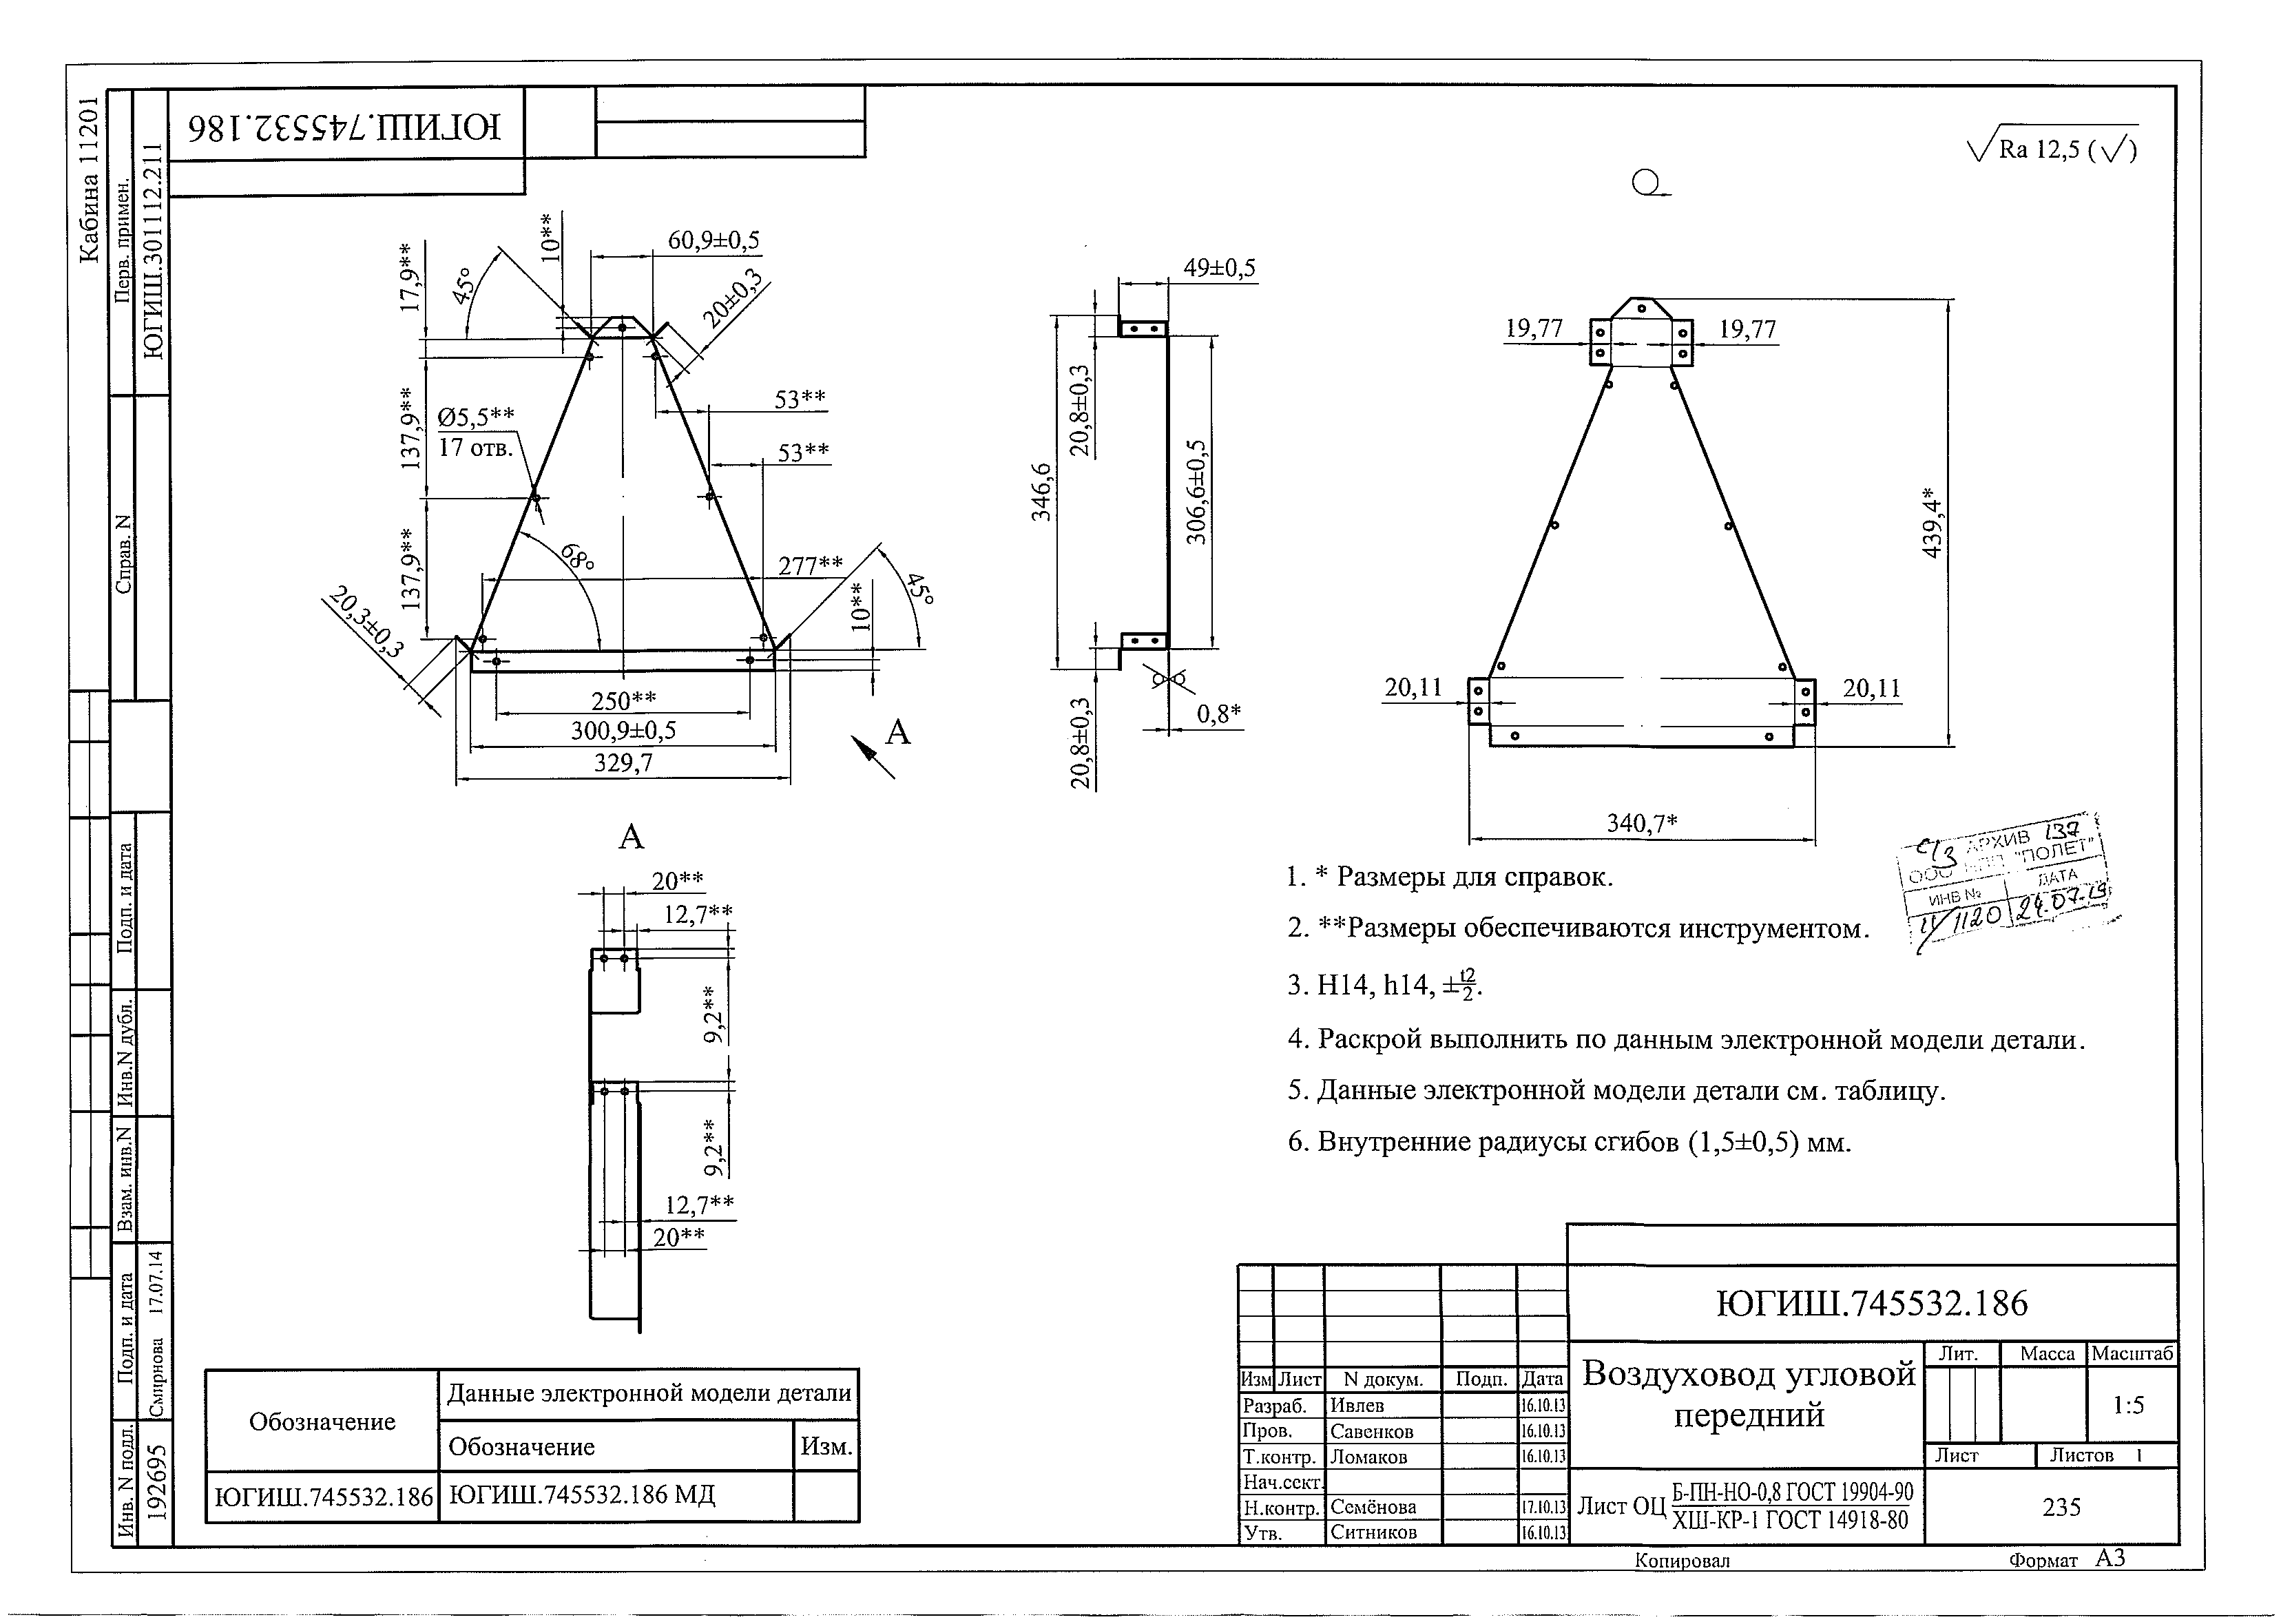 Кабина 11201
Перв. примен.
ЮГИШ.301112.211
Справ. N
Подп. и дата
Инв.N дубл.
Взам. инв.N
Подп. и дата
Смирнова 17.07.14
Инв. N подл.
192695
ЮГИШ.745532.186
√Ra 12,5 (√)
17,9**
45°
10**
60,9±0,5
20±0,3
137,9**
Ø5,5**
17 отв.
53**
53**
137,9**
68°
277**
45°
10**
20,3±0,3
250**
300,9±0,5
329,7
А
49±0,5
20,8±0,3
346,6
306,6±0,5
20,8±0,3
0,8*
19,77
19,77
439,4*
20,11
20,11
340,7*
А
20**
12,7**
9,2**
9,2**
12,7**
20**
1. * Размеры для справок.
2. **Размеры обеспечиваются инструментом.
3. H14, h14, ±t2/2.
4. Раскрой выполнить по данным электронной модели детали.
5. Данные электронной модели детали см. таблицу.
6. Внутренние радиусы сгибов (1,5±0,5) мм.
АРХИВ 137
"ПОЛЕТ"
ИНВ № ДАТА
1120 24.07.19
Обозначение
Данные электронной модели детали
Обозначение Изм.
ЮГИШ.745532.186 ЮГИШ.745532.186 МД
ЮГИШ.745532.186
Воздуховод угловой
передний
Лит. Масса Масштаб
1:5
Лист Листов 1
Изм Лист N докум. Подп. Дата
Разраб. Ивлев 16.10.13
Пров. Савенков 16.10.13
Т.контр. Ломаков 16.10.13
Нач.сект.
Н.контр. Семёнова 17.10.13
Утв. Ситников 16.10.13
Лист ОЦ Б-ПН-НО-0,8 ГОСТ 19904-90
ХШ-КР-1 ГОСТ 14918-80
235
Копировал Формат А3